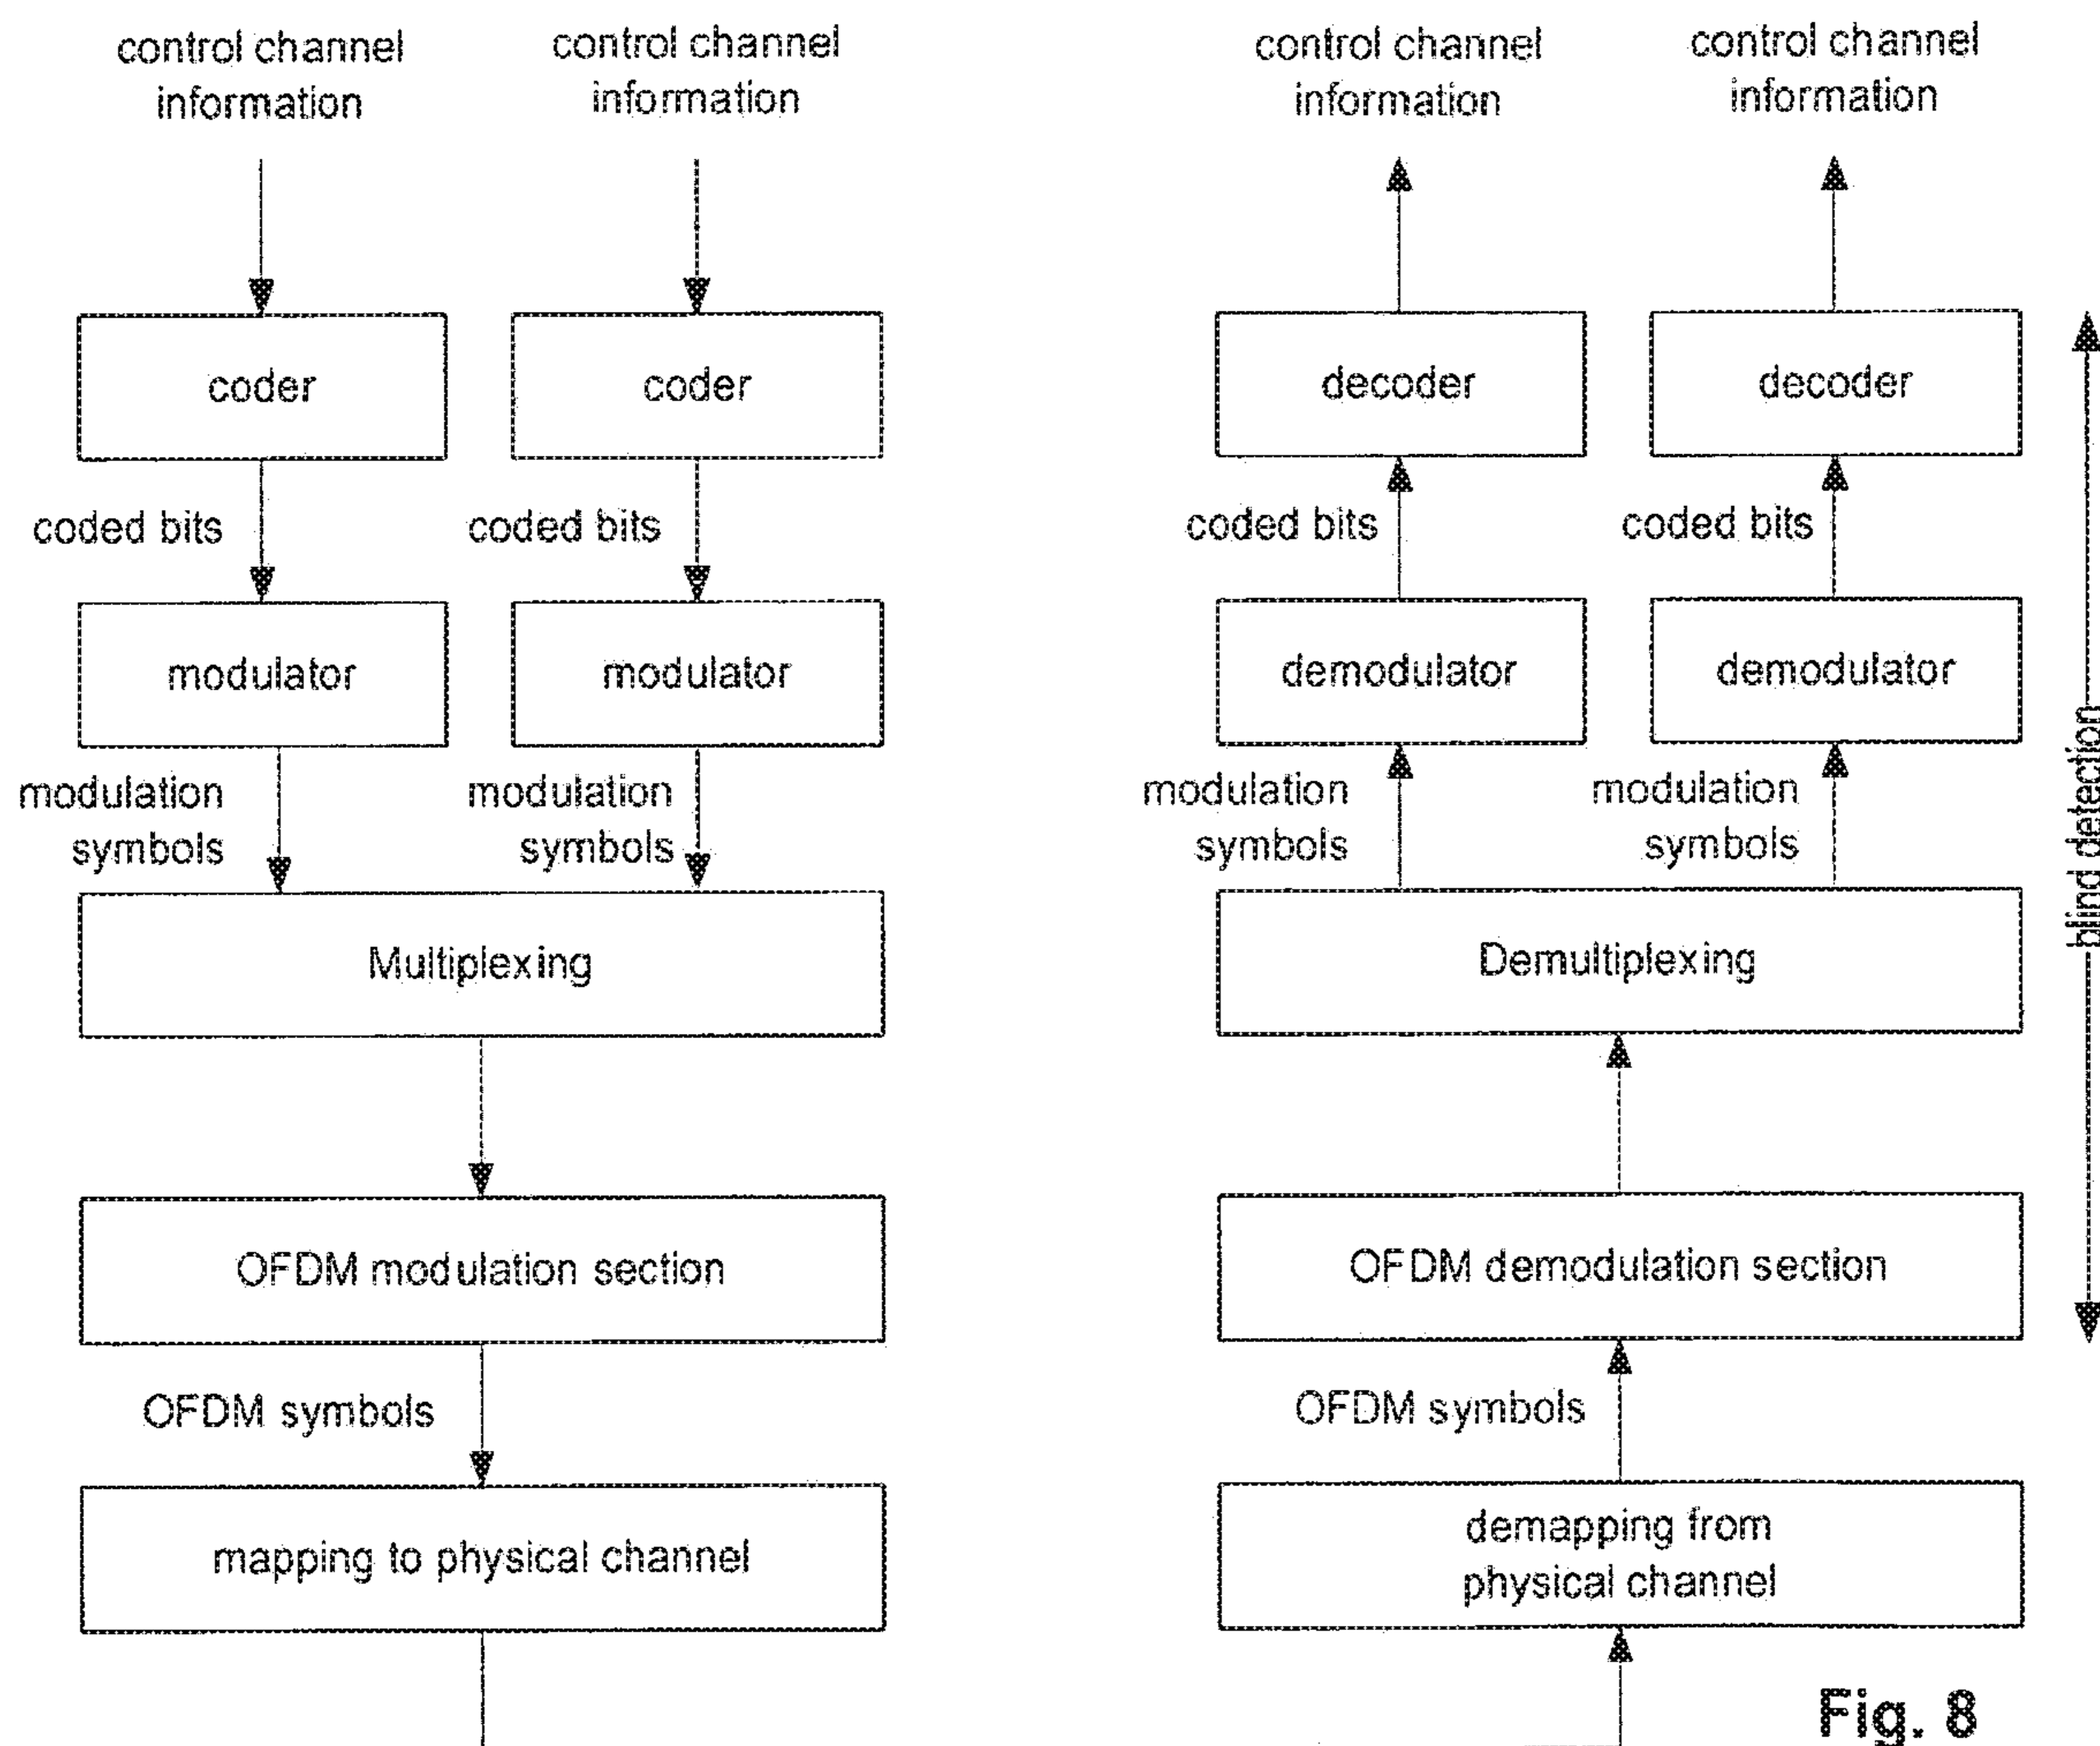 control channel
information
control channel
information
coder
coder
coded bits
coded bits
modulator
modulator
modulation
symbols
modulation
symbols
Multiplexing
OFDM modulation section
OFDM symbols
mapping to physical channel
control channel
information
control channel
information
decoder
decoder
coded bits
coded bits
demodulator
demodulator
modulation
symbols
modulation
symbols
Demultiplexing
OFDM demodulation section
OFDM symbols
demapping from
physical channel
blind detection
Fig. 8